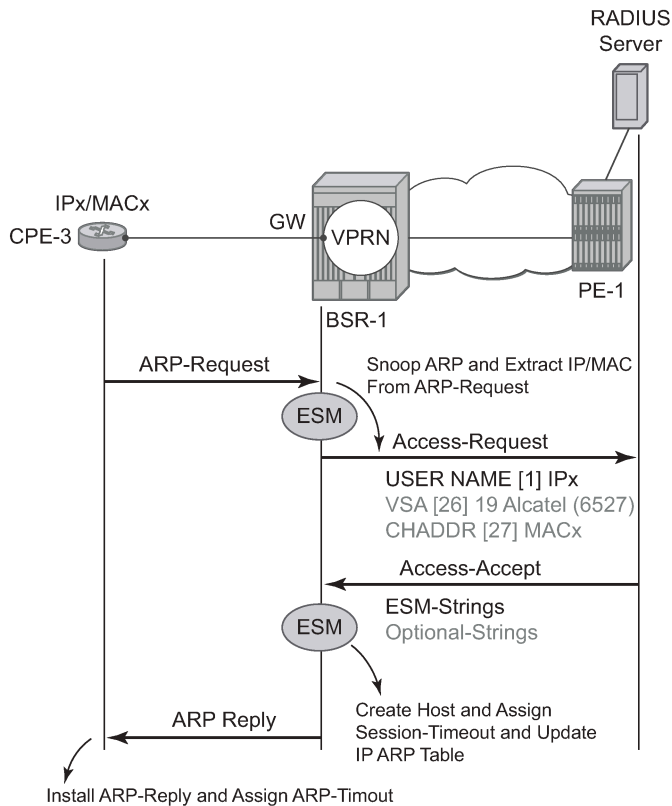 RADIUS
Server
IPx/MACx
CPE-3
GW
VPRN
PE-1
BSR-1
ARP-Request
Snoop ARP and Extract IP/MAC
From ARP-Request
ESM
Access-Request
USER NAME [1] IPx
VSA [26] 19 Alcatel (6527)
CHADDR [27] MACx
Access-Accept
ESM-Strings
Optional-Strings
ESM
Create Host and Assign
Session-Timeout and Update
IP ARP Table
ARP Reply
Install ARP-Reply and Assign ARP-Timout